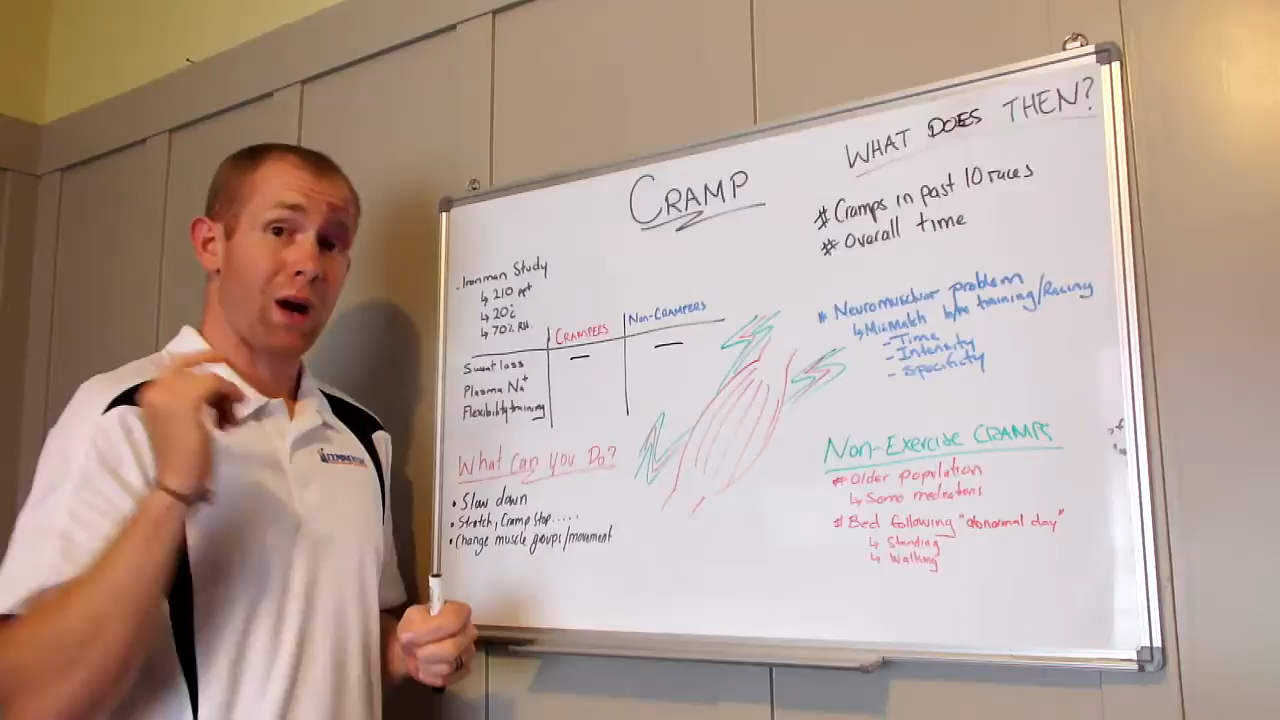 CRAMP
- Ironman Study
↳ 210 ppt
↳ 20°c
↳ 70% RH.
CRAMPERS
NON-CRAMPERS
Sweat loss
Plasma Na+
Flexibility training
What can you Do?
• Slow down
• Stretch, Cramp Stop.....
• Change muscle groups/movement
WHAT DOES THEN?
# Cramps in past 10 races
# Overall time
# Neuromuscular problem
↳ Mismatch b/w training/Racing
- Time
- Intensity
- Specificity
NON-EXERCISE CRAMPS
# Older population
↳ Some medications
# Bed following "abnormal day"
↳ Standing
↳ Walking